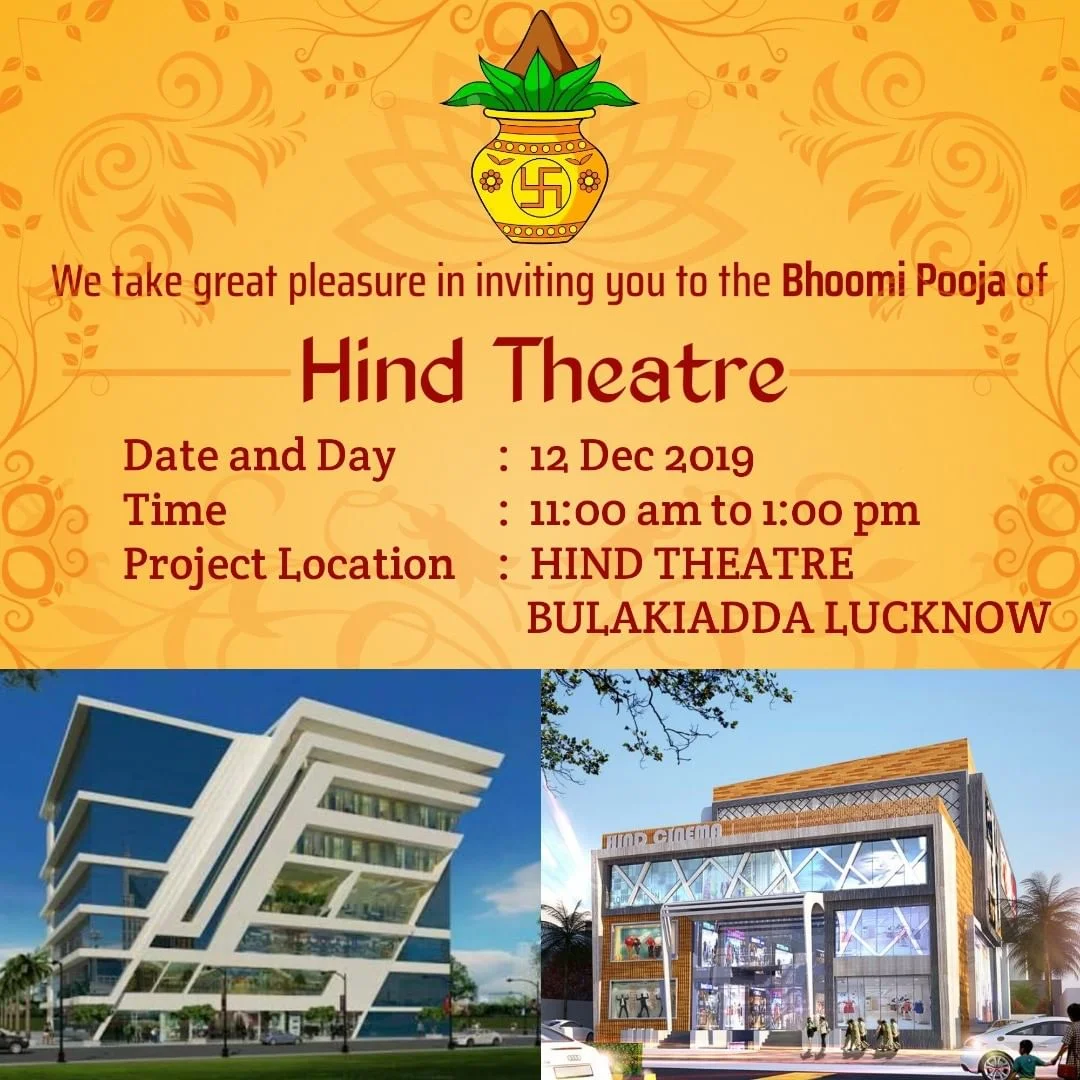 We take great pleasure in inviting you to the Bhoomi Pooja of
Hind Theatre
Date and Day : 12 Dec 2019
Time : 11:00 am to 1:00 pm
Project Location : HIND THEATRE
BULAKIADDA LUCKNOW
HIND CINEMA